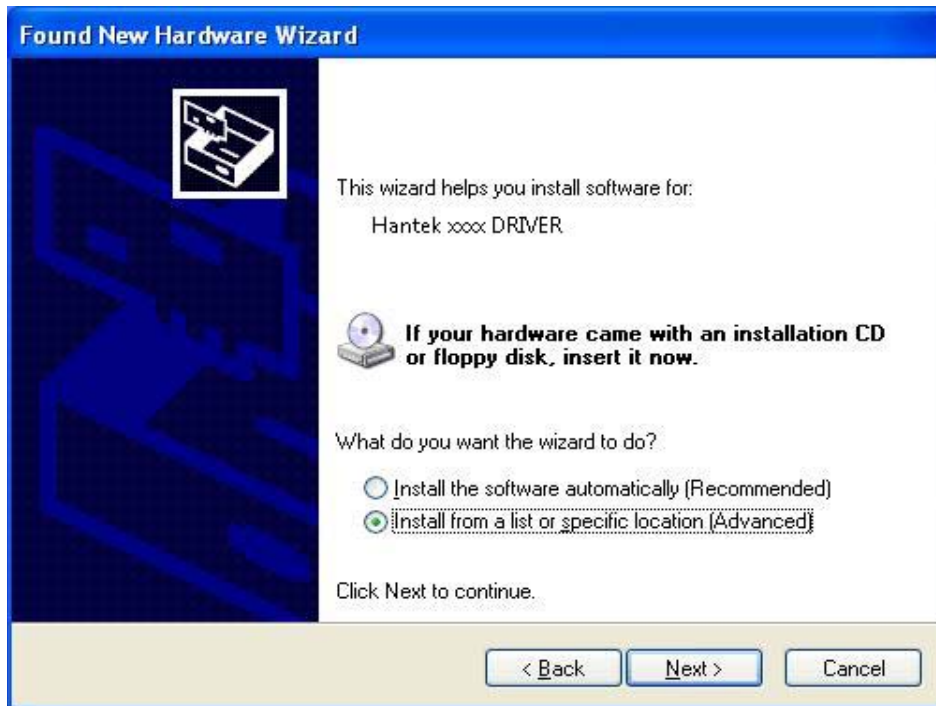 Found New Hardware Wizard
This wizard helps you install software for:
Hantek xxxx DRIVER
If your hardware came with an installation CD
or floppy disk, insert it now.
What do you want the wizard to do?
Install the software automatically (Recommended)
Install from a list or specific location (Advanced)
Click Next to continue.
< Back Next > Cancel